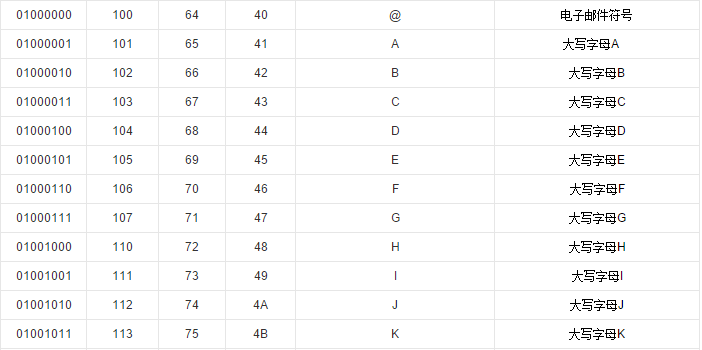 01000000 100 64 40 @ 电子邮件符号
01000001 101 65 41 A 大写字母A
01000010 102 66 42 B 大写字母B
01000011 103 67 43 C 大写字母C
01000100 104 68 44 D 大写字母D
01000101 105 69 45 E 大写字母E
01000110 106 70 46 F 大写字母F
01000111 107 71 47 G 大写字母G
01001000 110 72 48 H 大写字母H
01001001 111 73 49 I 大写字母I
01001010 112 74 4A J 大写字母J
01001011 113 75 4B K 大写字母K